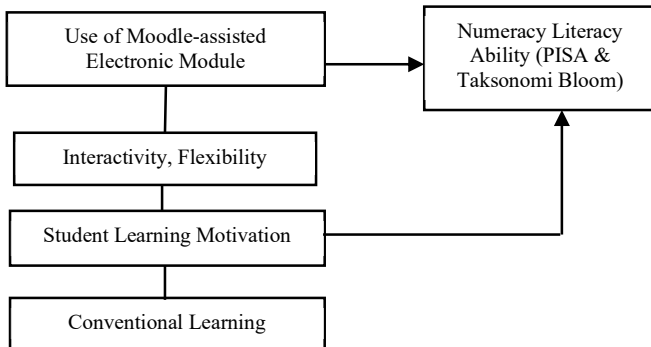 Use of Moodle-assisted
Electronic Module
Numeracy Literacy
Ability (PISA &
Taksonomi Bloom)
Interactivity, Flexibility
Student Learning Motivation
Conventional Learning